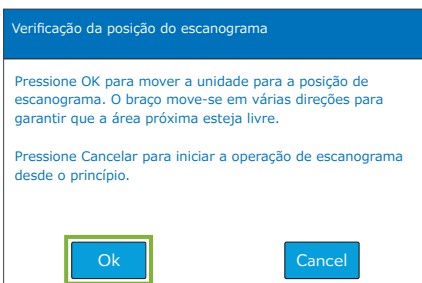 Verificação da posição do escanograma
Pressione OK para mover a unidade para a posição de
escanograma. O braço move-se em várias direções para
garantir que a área próxima esteja livre.
Pressione Cancelar para iniciar a operação de escanograma
desde o princípio.
Ok
Cancel